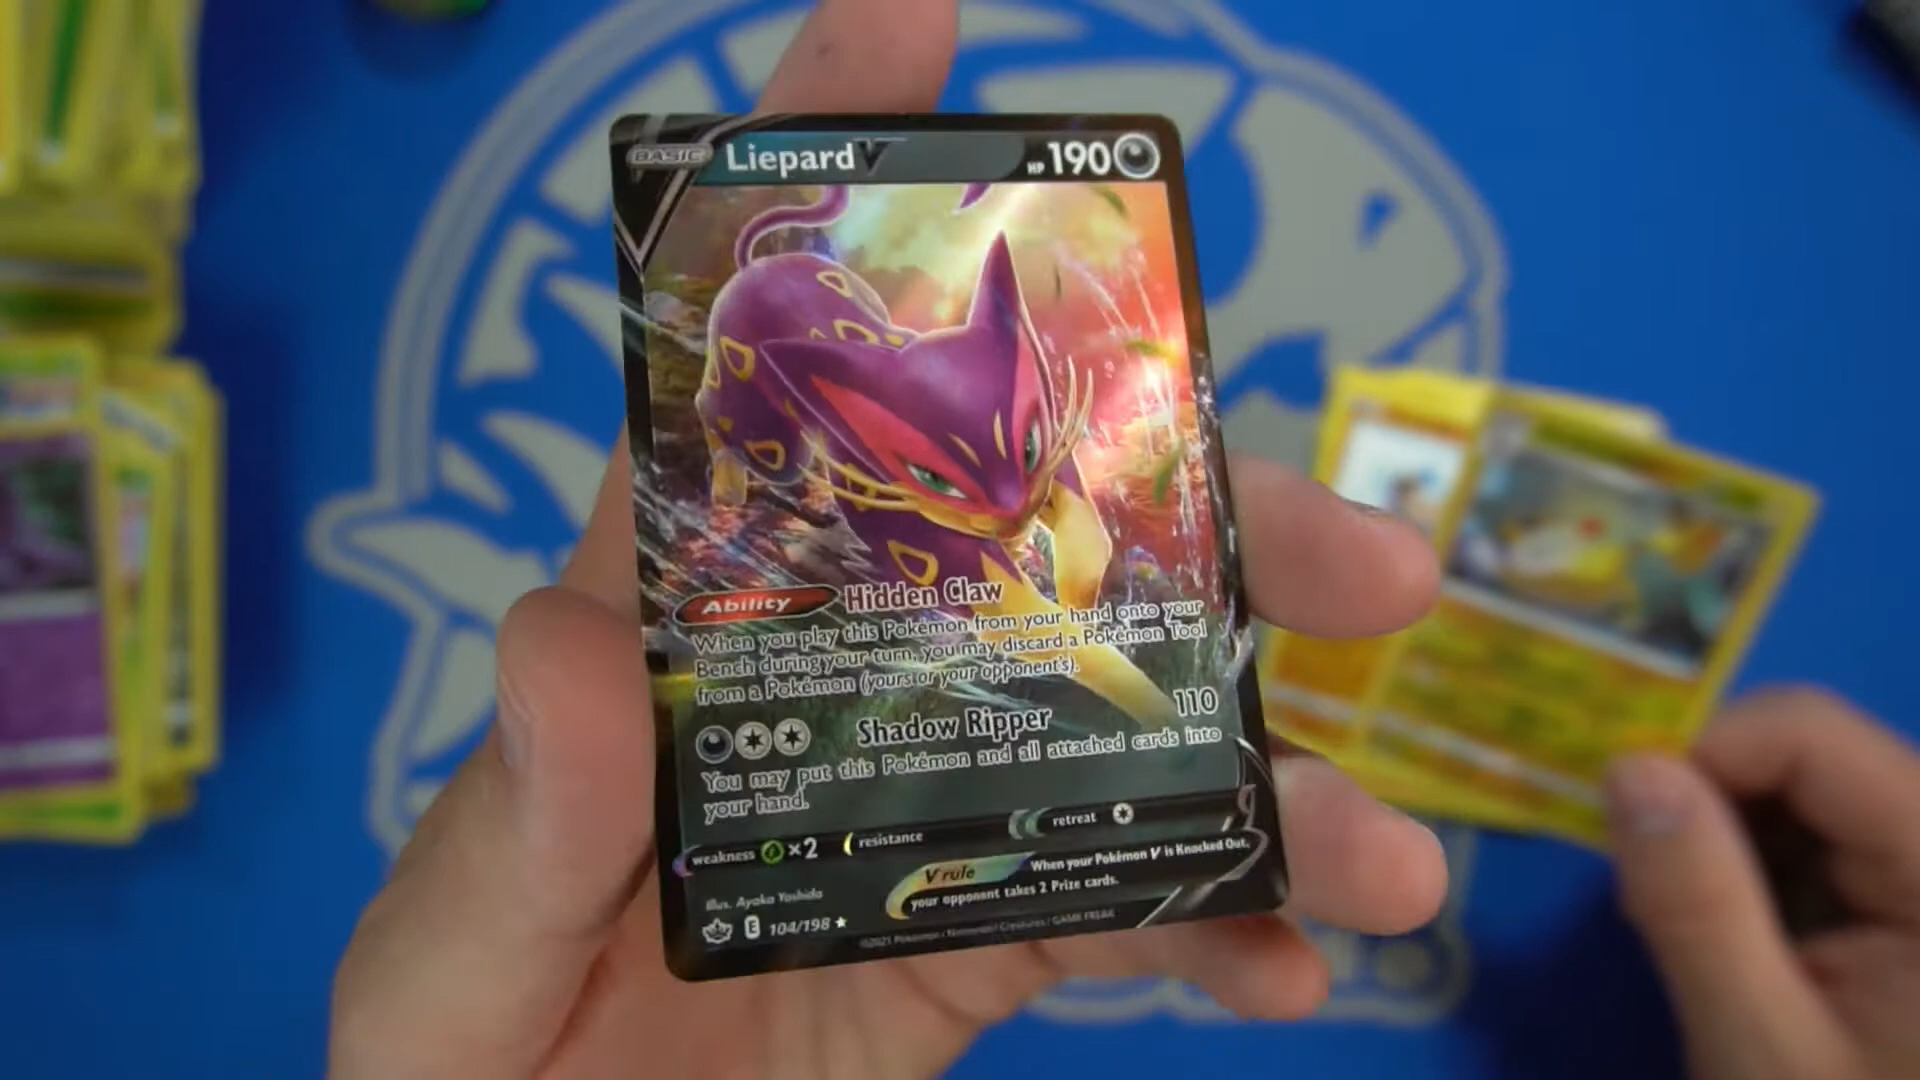 BASIC Liepard V HP 190
Ability Hidden Claw
When you play this Pokémon from your hand onto your
Bench during your turn, you may discard a Pokémon Tool
from a Pokémon (yours or your opponent's).
Shadow Ripper 110
You may put this Pokémon and all attached cards into
your hand.
weakness ×2 resistance retreat
V rule When your Pokémon V is Knocked Out,
your opponent takes 2 Prize cards.
Illus. Ayaka Yoshida
E 104/198
©2021 Pokémon / Nintendo / Creatures / GAME FREAK